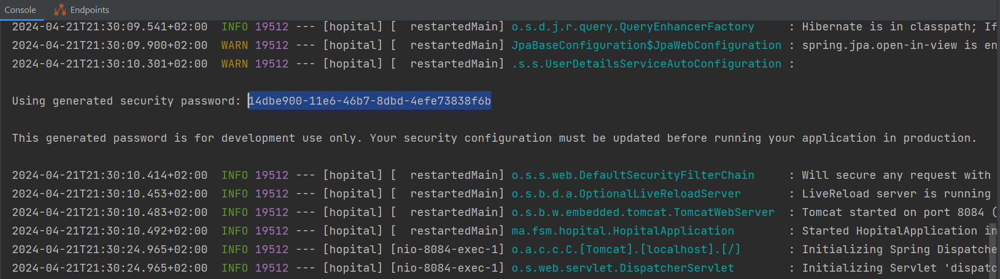 Console Endpoints
2024-04-21T21:30:09.541+02:00  INFO 19512 --- [hopital] [  restartedMain] o.s.d.j.r.query.QueryEnhancerFactory     : Hibernate is in classpath; If
2024-04-21T21:30:09.900+02:00  WARN 19512 --- [hopital] [  restartedMain] JpaBaseConfiguration$JpaWebConfiguration : spring.jpa.open-in-view is en
2024-04-21T21:30:10.301+02:00  WARN 19512 --- [hopital] [  restartedMain] .s.s.UserDetailsServiceAutoConfiguration :
Using generated security password: 14dbe900-11e6-46b7-8dbd-4efe73838f6b
This generated password is for development use only. Your security configuration must be updated before running your application in production.
2024-04-21T21:30:10.414+02:00  INFO 19512 --- [hopital] [  restartedMain] o.s.s.web.DefaultSecurityFilterChain     : Will secure any request with
2024-04-21T21:30:10.453+02:00  INFO 19512 --- [hopital] [  restartedMain] o.s.b.d.a.OptionalLiveReloadServer       : LiveReload server is running
2024-04-21T21:30:10.483+02:00  INFO 19512 --- [hopital] [  restartedMain] o.s.b.w.embedded.tomcat.TomcatWebServer  : Tomcat started on port 8084 (
2024-04-21T21:30:10.492+02:00  INFO 19512 --- [hopital] [  restartedMain] ma.fsm.hopital.HopitalApplication        : Started HopitalApplication in
2024-04-21T21:30:24.965+02:00  INFO 19512 --- [hopital] [nio-8084-exec-1] o.a.c.c.C.[Tomcat].[localhost].[/]       : Initializing Spring Dispatche
2024-04-21T21:30:24.965+02:00  INFO 19512 --- [hopital] [nio-8084-exec-1] o.s.web.servlet.DispatcherServlet        : Initializing Servlet 'dispatc